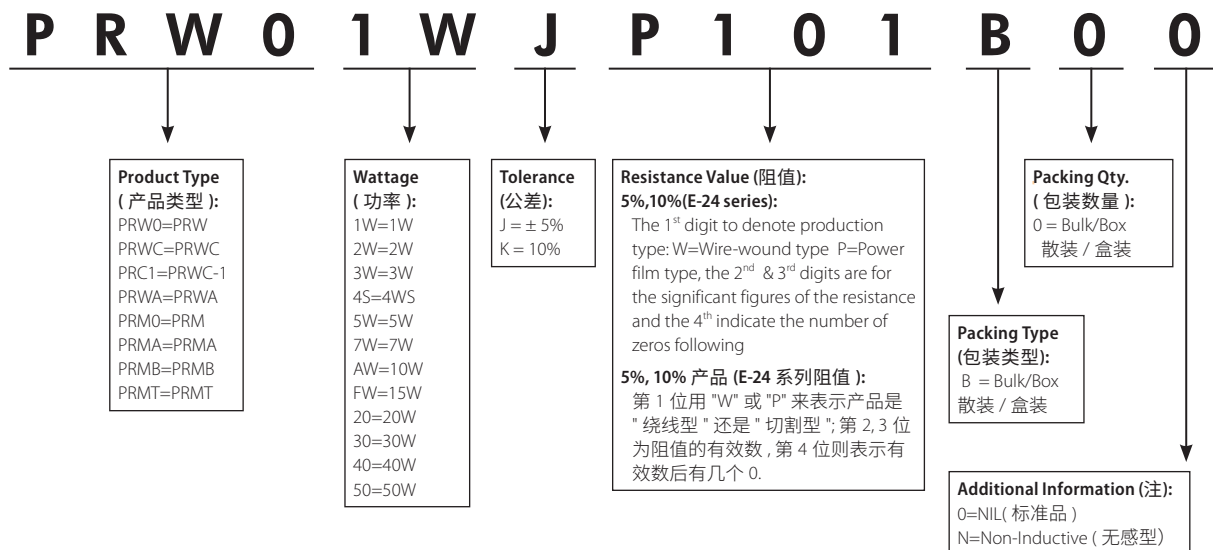 P R W 0 1 W J P 1 0 1 B 0 0
Product Type
( 产品类型 ):
PRW0=PRW
PRWC=PRWC
PRC1=PRWC-1
PRWA=PRWA
PRM0=PRM
PRMA=PRMA
PRMB=PRMB
PRMT=PRMT
Wattage
( 功率 ):
1W=1W
2W=2W
3W=3W
4S=4WS
5W=5W
7W=7W
AW=10W
FW=15W
20=20W
30=30W
40=40W
50=50W
Tolerance
(公差):
J = ± 5%
K = 10%
Resistance Value (阻值):
5%,10%(E-24 series):
The 1st digit to denote production
type: W=Wire-wound type P=Power
film type, the 2nd & 3rd digits are for
the significant figures of the resistance
and the 4th indicate the number of
zeros following
5%, 10% 产品 (E-24 系列阻值 ):
第 1 位用 "W" 或 "P" 来表示产品是
" 绕线型 " 还是 " 切割型 "; 第 2, 3 位
为阻值的有效数 , 第 4 位则表示有
效数后有几个 0.
Packing Type
(包装类型):
B = Bulk/Box
散装 / 盒装
Packing Qty.
( 包装数量 ):
0 = Bulk/Box
散装 / 盒装
Additional Information (注):
0=NIL( 标准品 )
N=Non-Inductive ( 无感型）